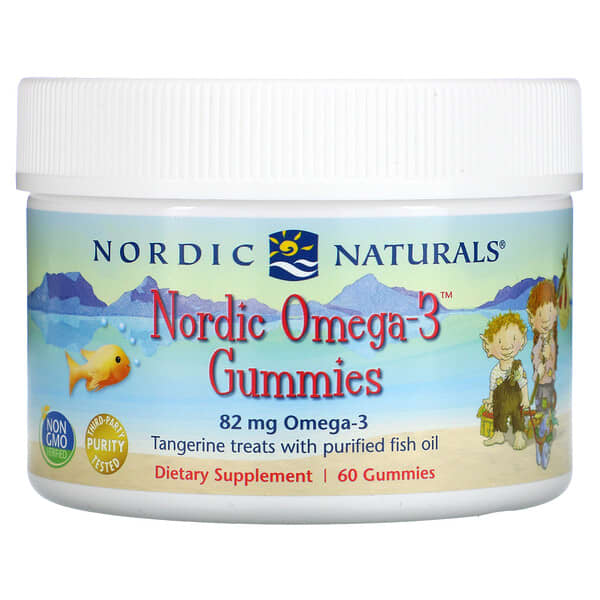 NORDIC NATURALS®
Nordic Omega-3™
Gummies
82 mg Omega-3
Tangerine treats with purified fish oil
Dietary Supplement | 60 Gummies
NON
GMO
VERIFIED
THIRD-PARTY
PURITY
TESTED